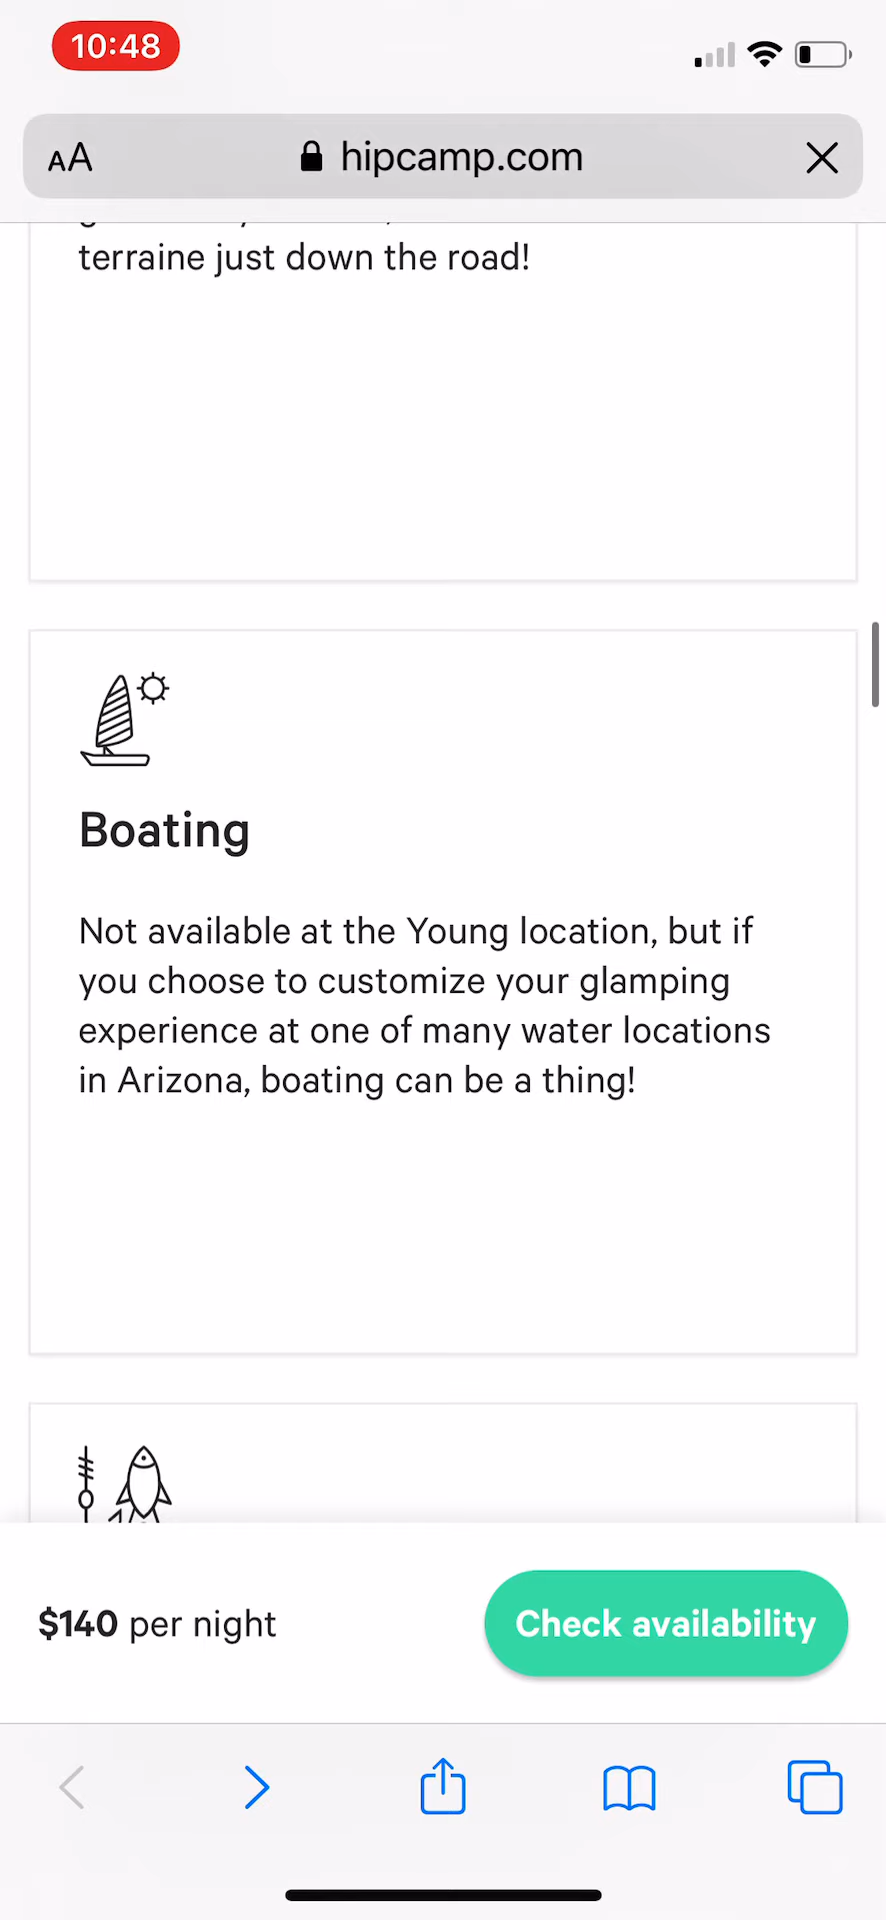 10:48
AA
hipcamp.com
terraine just down the road!
Boating
Not available at the Young location, but if
you choose to customize your glamping
experience at one of many water locations
in Arizona, boating can be a thing!
$140 per night
Check availability